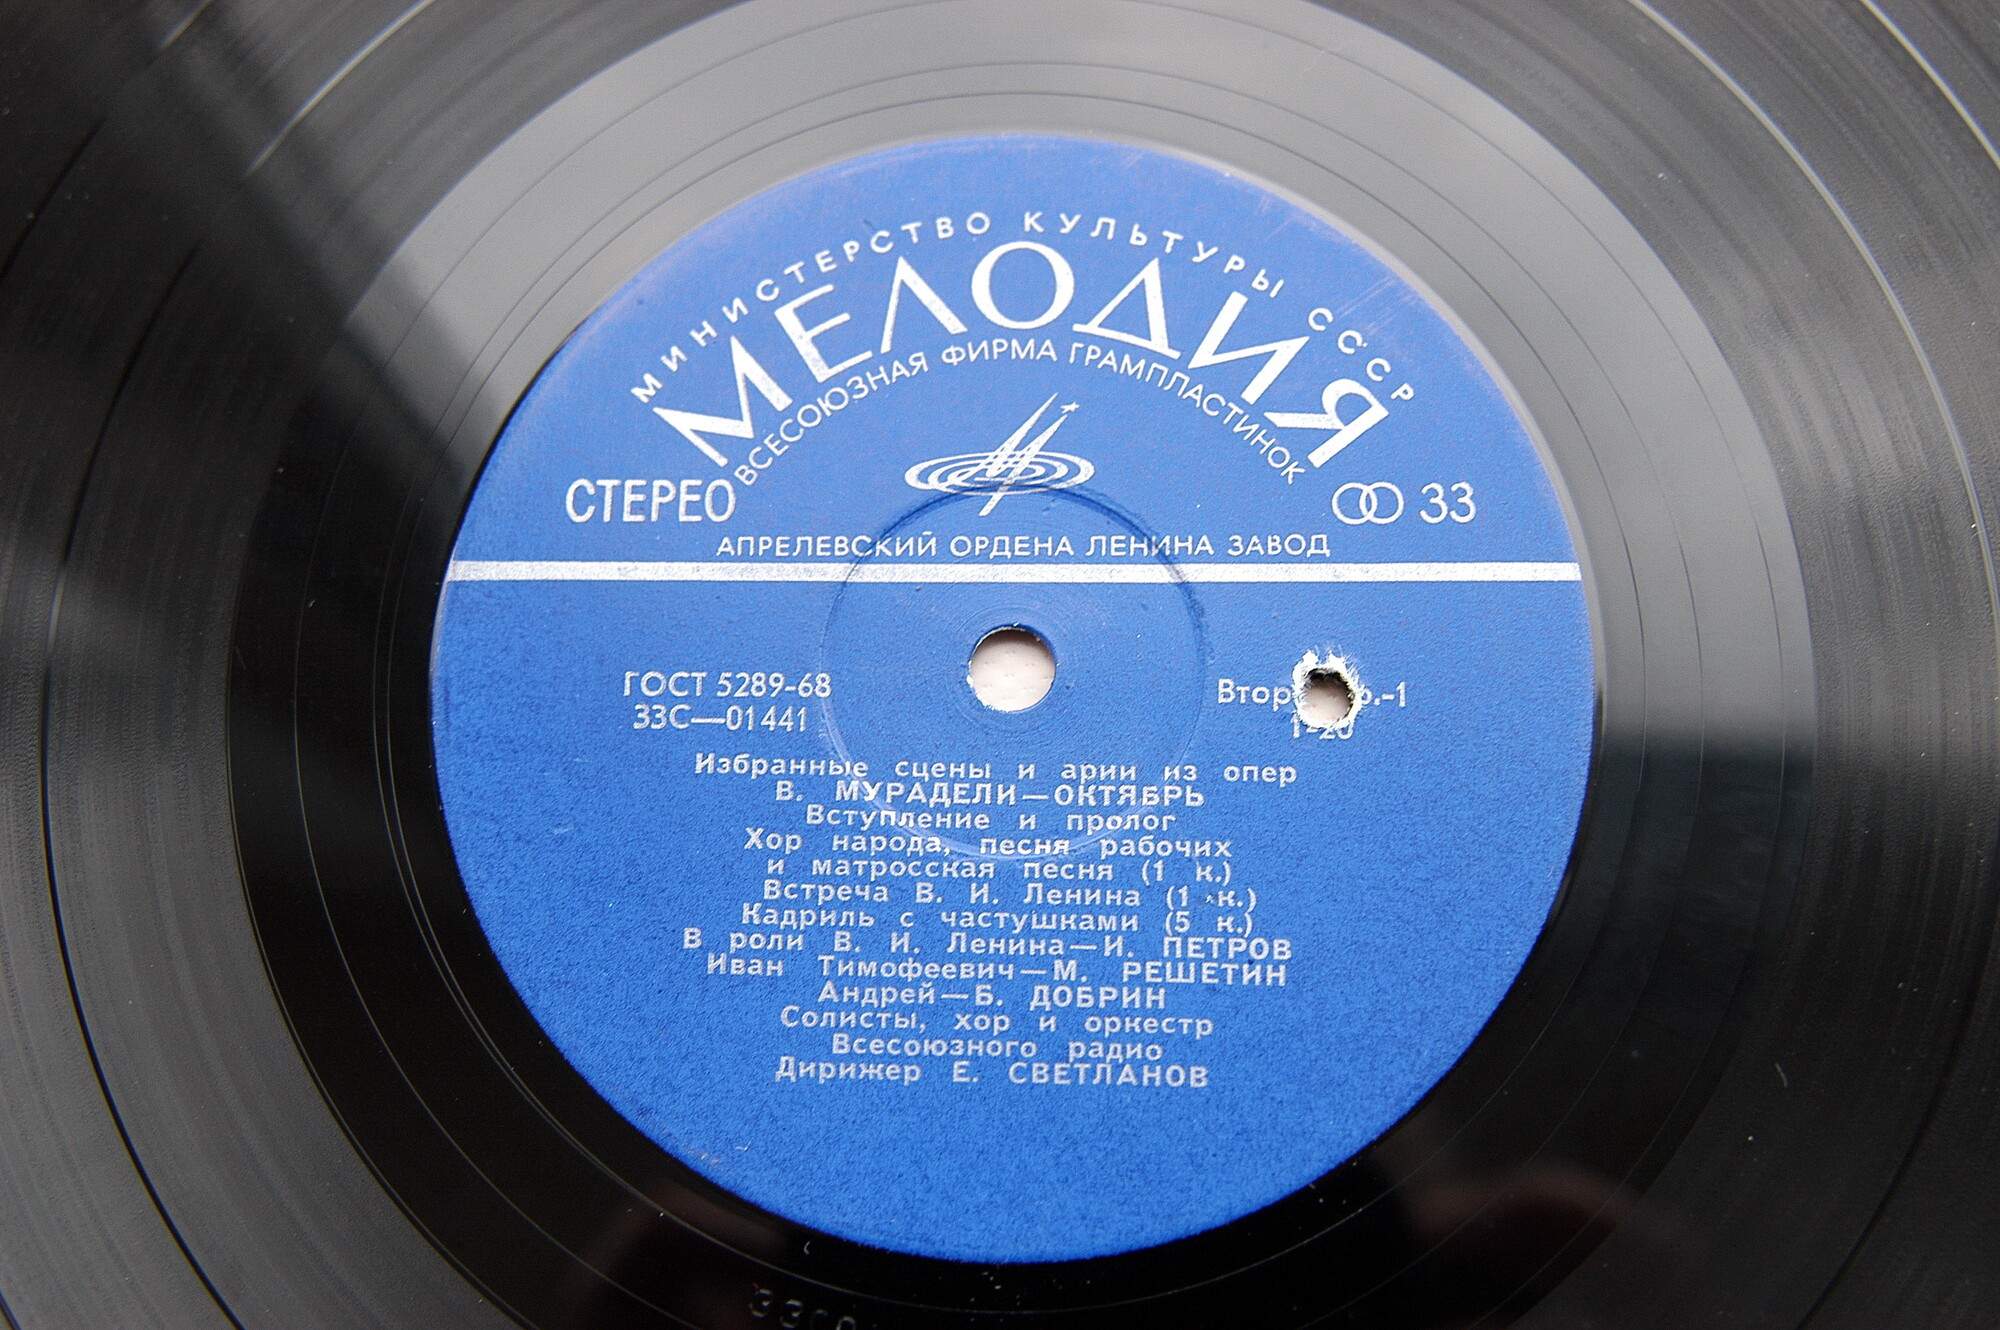 МИНИСТЕРСТВО КУЛЬТУРЫ СССР
МЕЛОДИЯ
ВСЕСОЮЗНАЯ ФИРМА ГРАМПЛАСТИНОК
СТЕРЕО
33
АПРЕЛЕВСКИЙ ОРДЕНА ЛЕНИНА ЗАВОД
ГОСТ 5289-68
33С—01441
Избранные сцены и арии из опер
В. МУРАДЕЛИ—ОКТЯБРЬ
Вступление и пролог
Хор народа, песня рабочих
и матросская песня (1 к.)
Встреча В. И. Ленина (1 к.)
Кадриль с частушками (5 к.)
В роли В. И. Ленина—И. ПЕТРОВ
Иван Тимофеевич—М. РЕШЕТИН
Андрей—Б. ДОБРИН
Солисты, хор и оркестр
Всесоюзного радио
Дирижер Е. СВЕТЛАНОВ